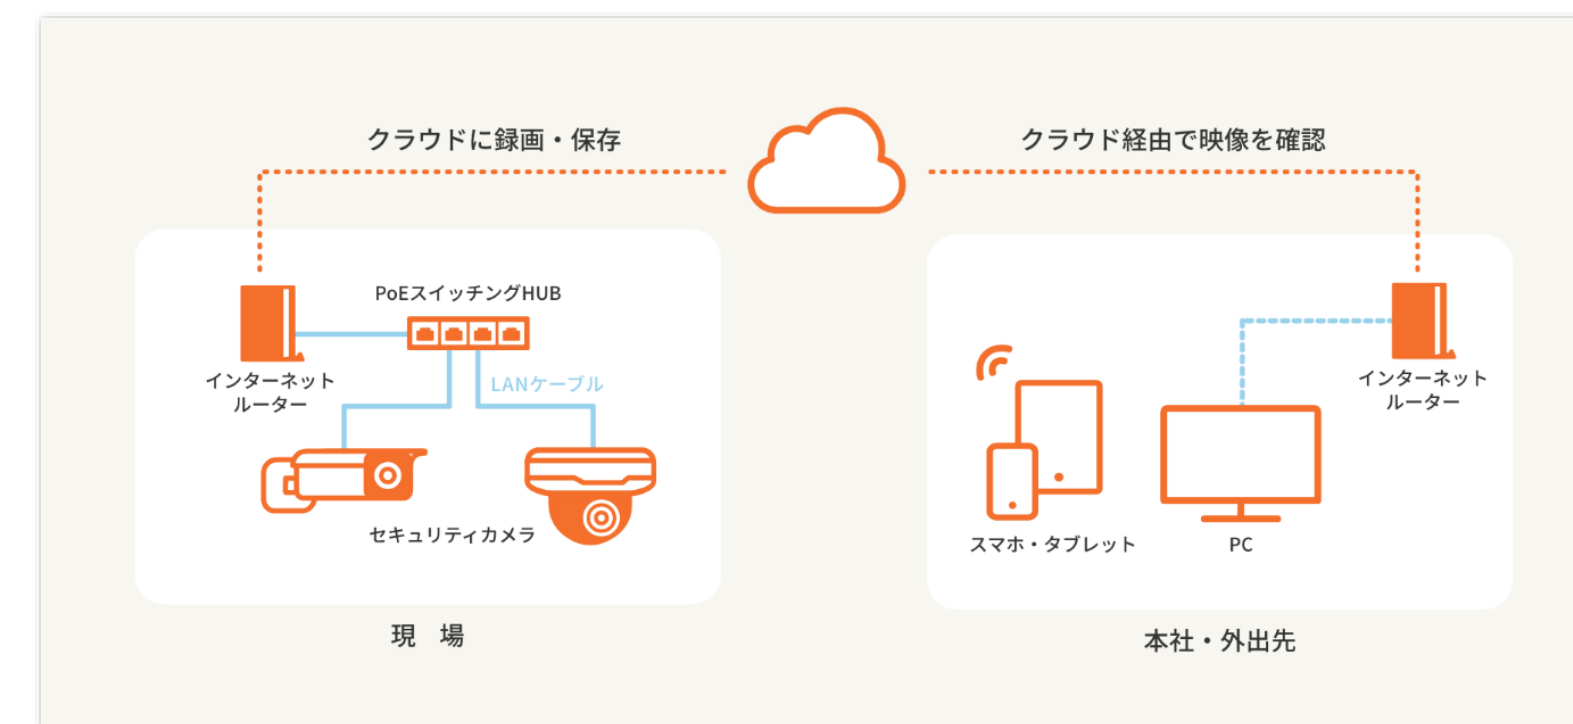 クラウドに録画・保存
クラウド経由で映像を確認
PoEスイッチングHUB
インターネット
ルーター
LANケーブル
セキュリティカメラ
現　場
インターネット
ルーター
スマホ・タブレット
PC
本社・外出先